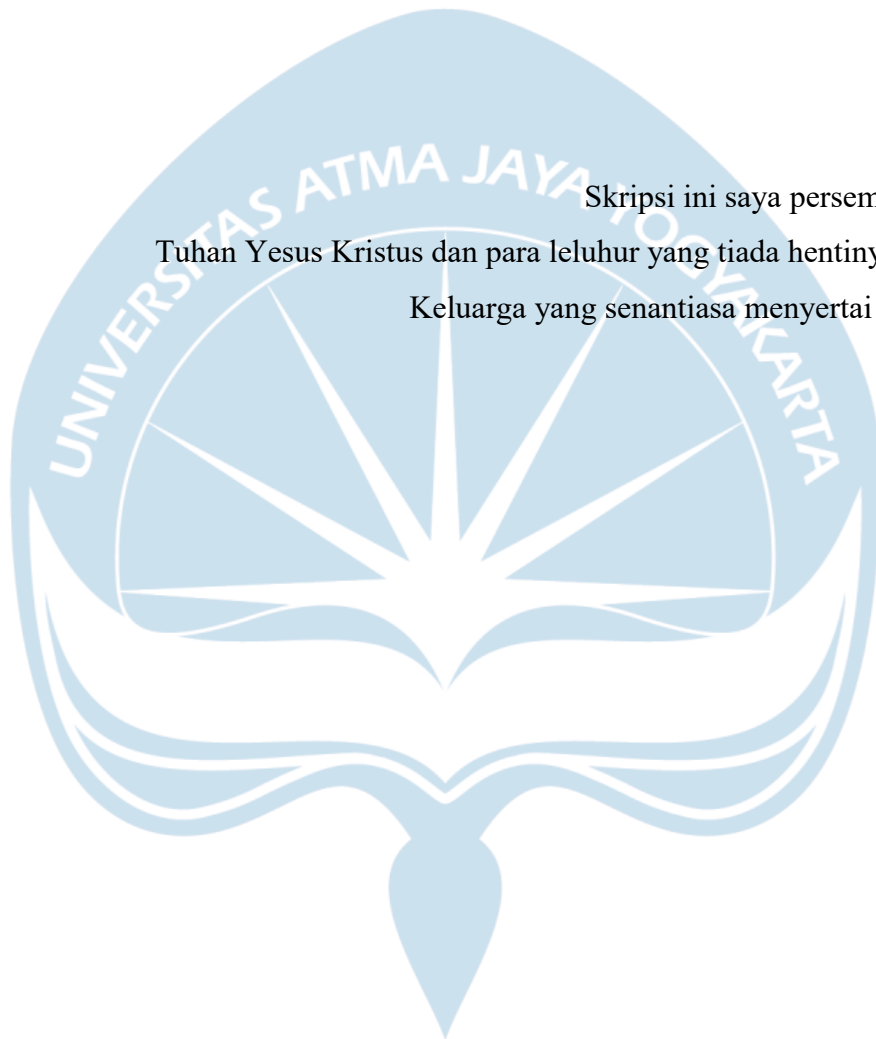 UNIVERSITAS ATMA JAYA YOGYAKARTA
Skripsi ini saya
Tuhan Yesus Kristus dan para leluhur yang tiada
Keluarga yang senantiasa menyertai